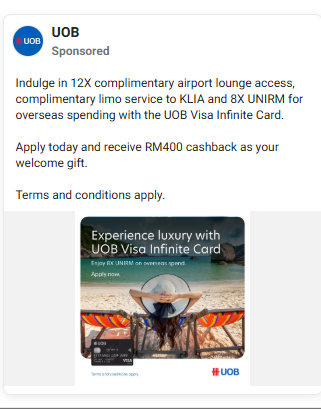 UOB
UOB
Sponsored
Indulge in 12X complimentary airport lounge access,
complimentary limo service to KLIA and 8X UNIRM for
overseas spending with the UOB Visa Infinite Card.
Apply today and receive RM400 cashback as your
welcome gift.
Terms and conditions apply.
Experience luxury with
UOB Visa Infinite Card
Enjoy 8X UNIRM on overseas spend.
Apply now.
UOB
VISA
Terms and conditions apply.
UOB